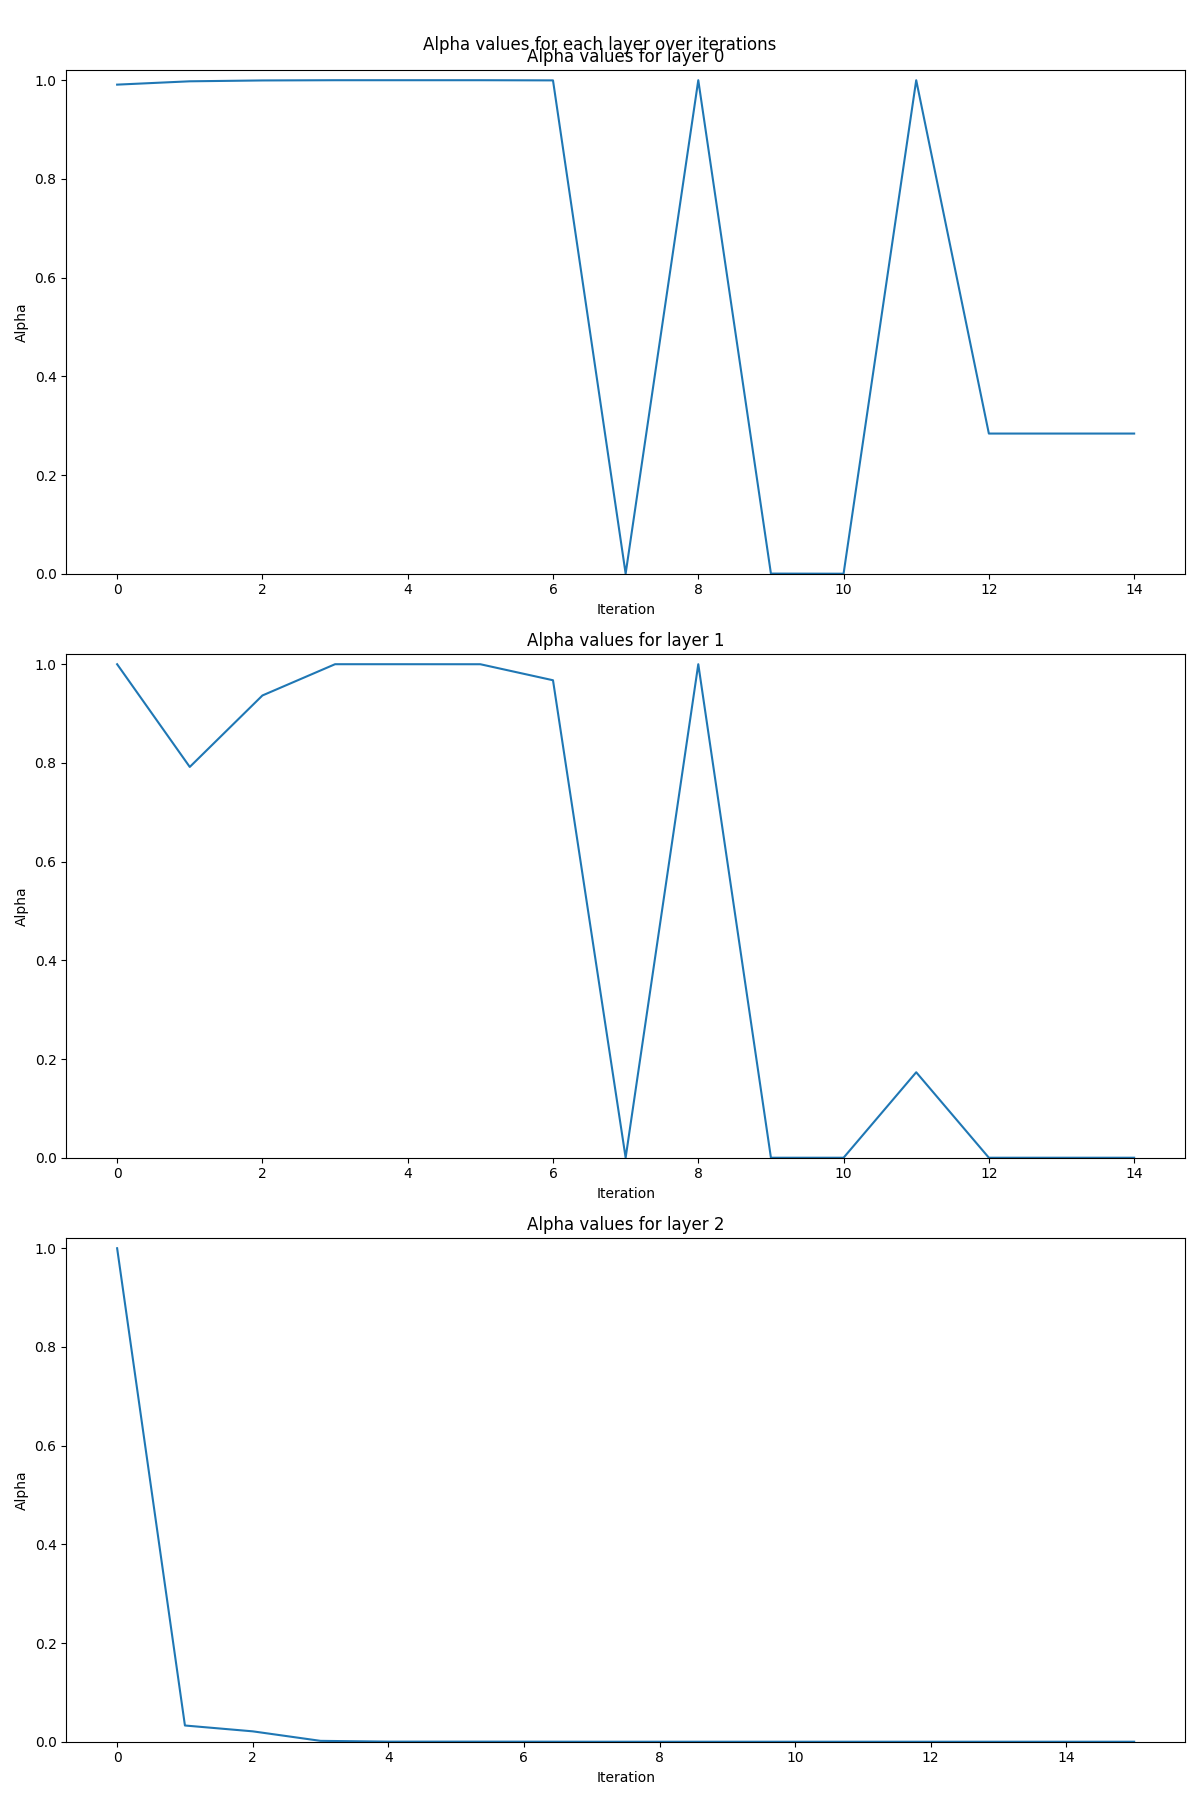 Alpha values for each layer over iterations
Alpha values for layer 0
1.0
0.8
0.6
0.4
0.2
0.0
Alpha
0 2 4 6 8 10 12 14
Iteration
Alpha values for layer 1
1.0
0.8
0.6
0.4
0.2
0.0
Alpha
0 2 4 6 8 10 12 14
Iteration
Alpha values for layer 2
1.0
0.8
0.6
0.4
0.2
0.0
Alpha
0 2 4 6 8 10 12 14
Iteration